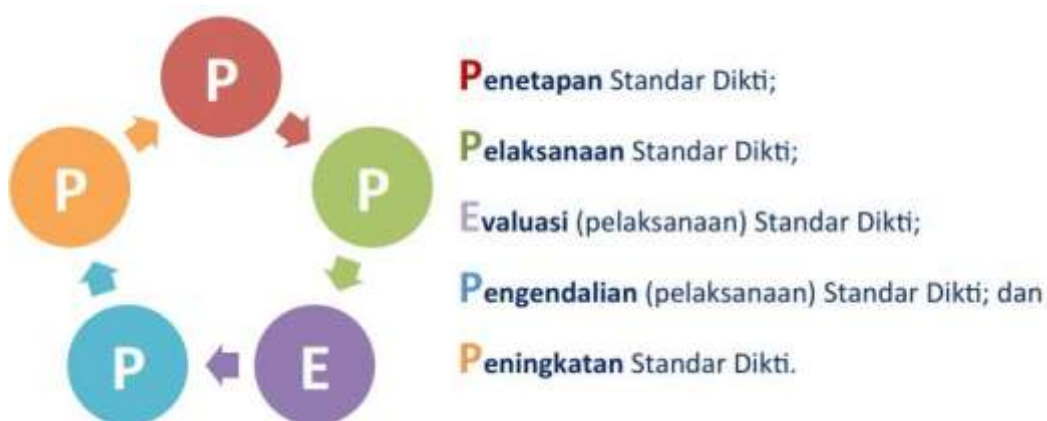 P
P
P
P
E
Penetapan Standar Dikti;
Pelaksanaan Standar Dikti;
Evaluasi (pelaksanaan) Standar Dikti;
Pengendalian (pelaksanaan) Standar Dikti; dan
Peningkatan Standar Dikti.